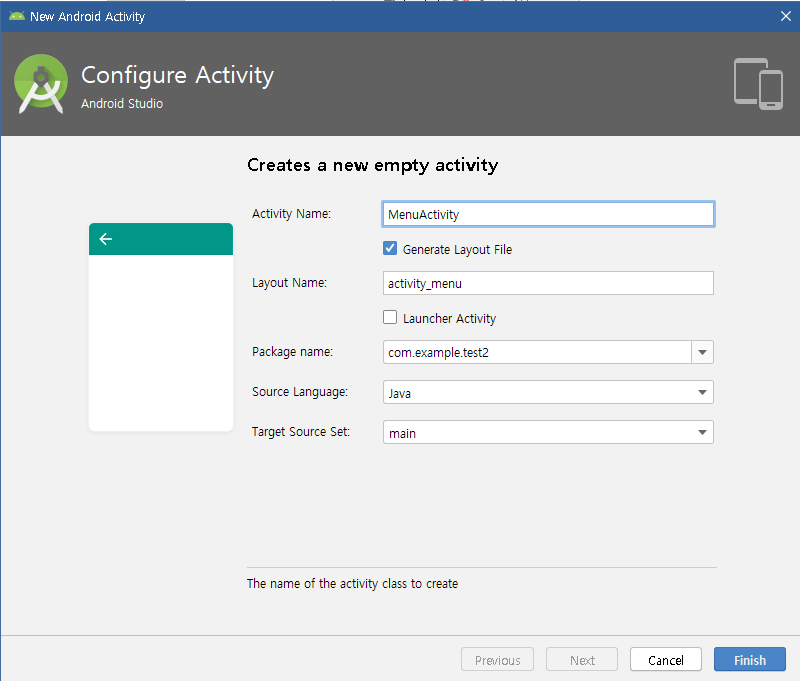 New Android Activity
Configure Activity
Android Studio
Creates a new empty activity
Activity Name: MenuActivity
Generate Layout File
Layout Name: activity_menu
Launcher Activity
Package name: com.example.test2
Source Language: Java
Target Source Set: main
The name of the activity class to create
Previous Next Cancel Finish